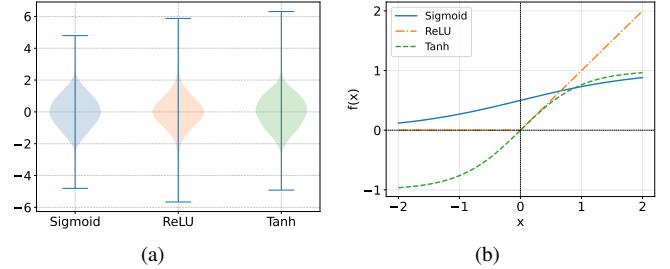 6
4
2
0
−2
−4
−6
Sigmoid ReLU Tanh
(a)
Sigmoid
ReLU
Tanh
f(x)
2
1
0
−1
−2 −1 0 1 2
x
(b)